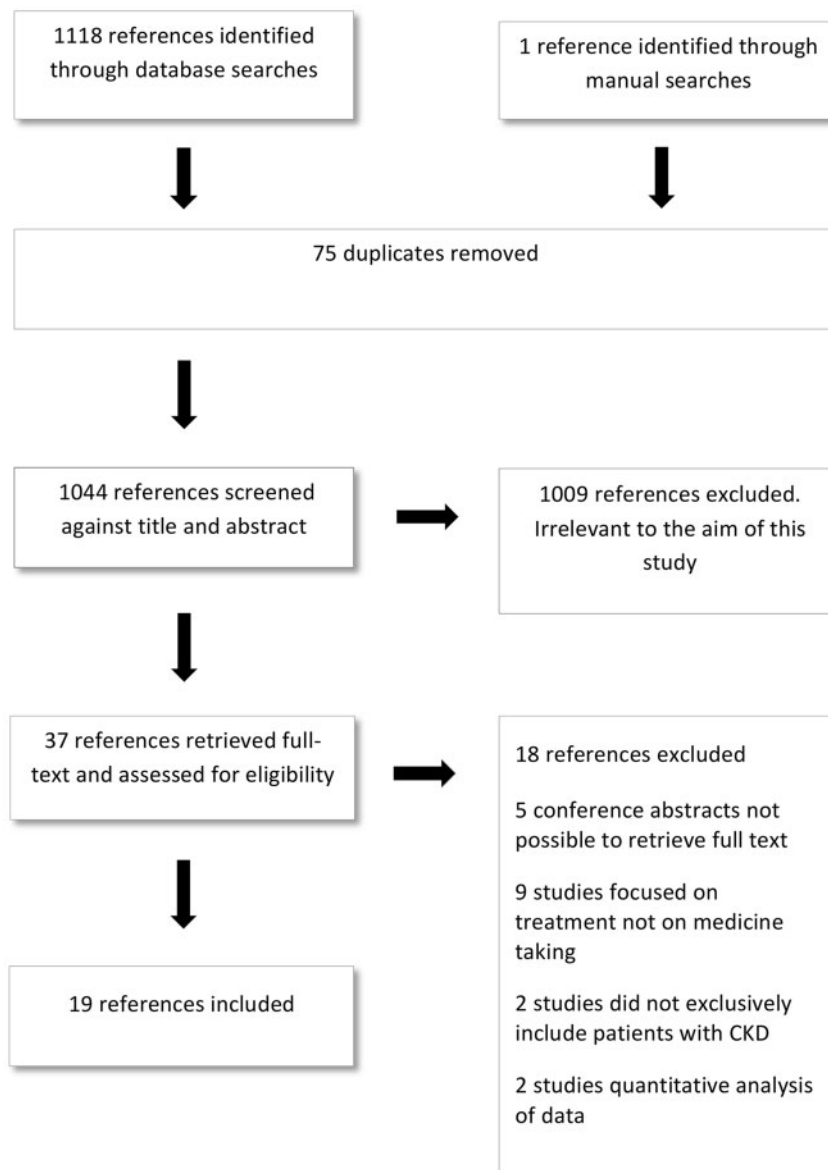 1118 references identified
through database searches
1 reference identified through
manual searches
75 duplicates removed
1044 references screened
against title and abstract
1009 references excluded.
Irrelevant to the aim of this
study
37 references retrieved full-
text and assessed for eligibility
18 references excluded
5 conference abstracts not
possible to retrieve full text
9 studies focused on
treatment not on medicine
taking
2 studies did not exclusively
include patients with CKD
2 studies quantitative analysis
of data
19 references included